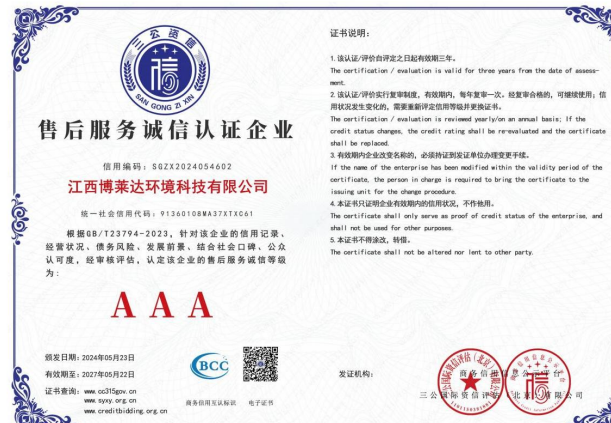 三公资信
SAN GONG ZI XIN
售后服务诚信认证企业
信用编码：SGZX2024054602
江西博莱达环境科技有限公司
统一社会信用代码：9136010BMA37XTXC61
根据GB/T23794-2023，针对该企业的信用记录、
经营状况、债务风险、发展前景、结合社会口碑、公众
认可度，经审核评估，认定该企业的售后服务诚信等级
为：
AAA
颁发日期：2024年05月23日
有效期至：2027年05月22日
证书查询：www.cc315gov.cn
www.syxy.org.cn
www.creditbidding.org.cn
BCC
商务信用互认标识
电子证书
证书说明：
1. 该认证/评价自评定之日起有效期三年。
The certification / evaluation is valid for three years from the date of assess-
ment.
2. 该认证/评价实行复审制度，有效期内，每年复审一次。经复审合格的，可继续使用；信
用状况发生变化的，需要重新评定信用等级并更换证书。
The certification / evaluation is reviewed yearly/on an annual basis; If the
credit status changes, the credit rating shall be re-evaluated and the certificate
shall be replaced.
3. 有效期内企业改变名称的，必须持证到发证单位办理变更手续。
If the name of the enterprise has been modified within the validity period of the
certificate, the person in charge is required to bring the certificate to the
issuing unit for the change procedure.
4. 本证书只证明企业有效期内的信用状况，不作他用。
The certificate shall only serve as proof of credit status of the enterprise, and
shall not be used for other purposes.
5. 本证书不得涂改，转借。
The certificate shall not be altered nor lent to other party.
发证机构：
商务信用信息公示平台
三公国际资信评估（北京）有限公司